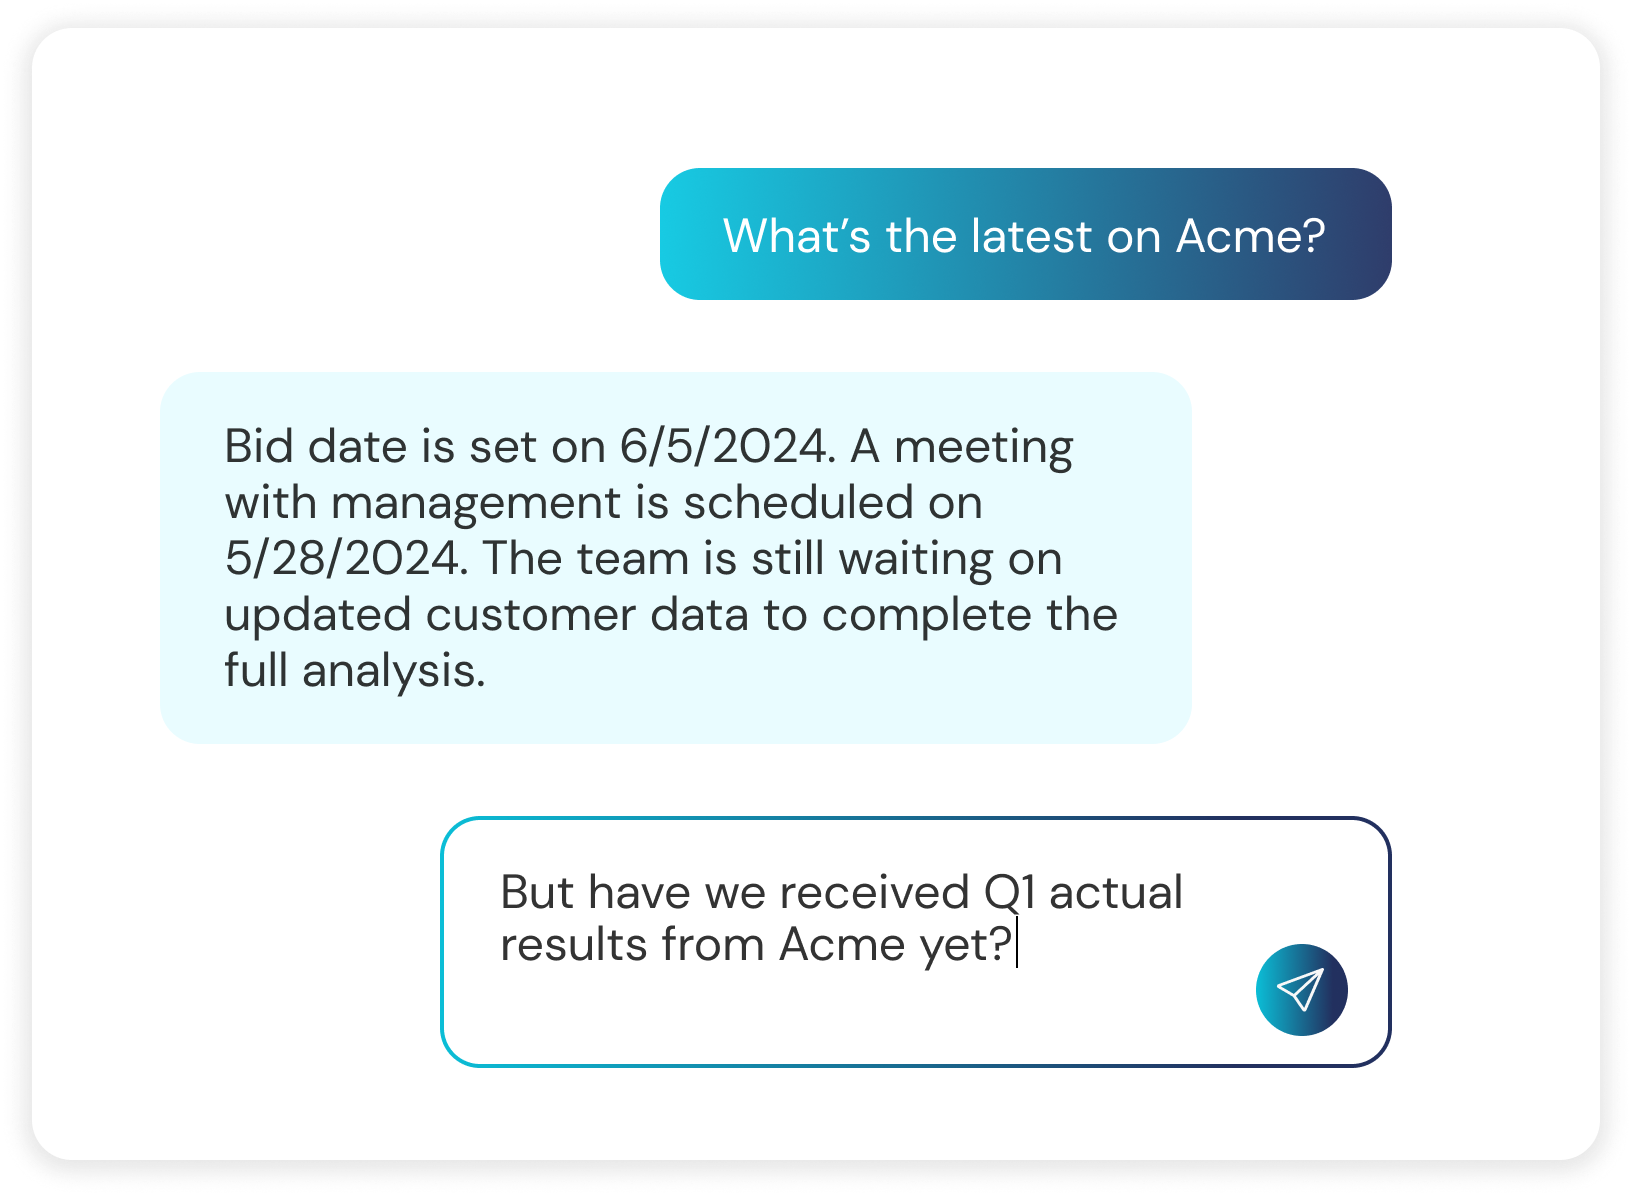 What’s the latest on Acme?
Bid date is set on 6/5/2024. A meeting
with management is scheduled on
5/28/2024. The team is still waiting on
updated customer data to complete the
full analysis.
But have we received Q1 actual
results from Acme yet?